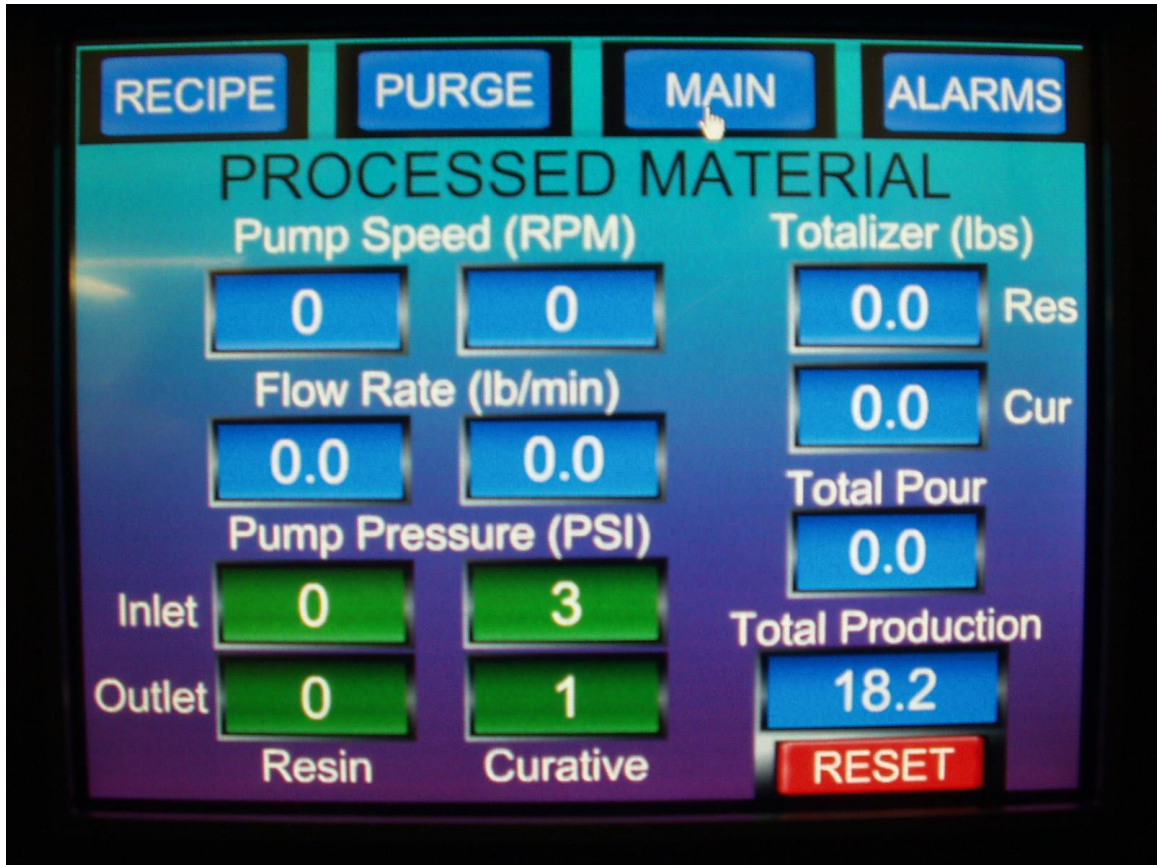 RECIPE PURGE MAIN ALARMS
PROCESSED MATERIAL
Pump Speed (RPM) Totalizer (lbs)
0 0 0.0 Res
Flow Rate (lb/min) 0.0 Cur
0.0 0.0 Total Pour
Pump Pressure (PSI) 0.0
Inlet 0 3 Total Production
Outlet 0 1 18.2
Resin Curative RESET